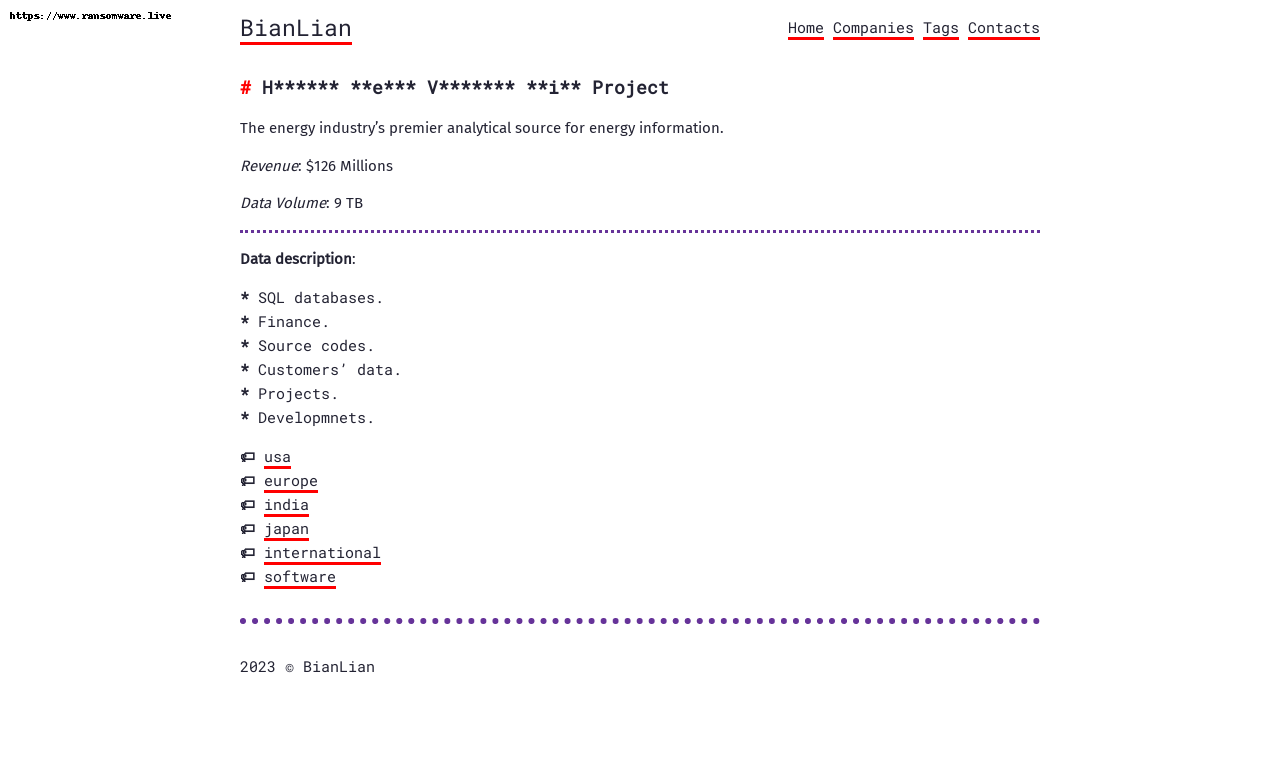 https://www.ransomware.live
BianLian
Home Companies Tags Contacts
# H****** **e*** V******* **i** Project
The energy industry’s premier analytical source for energy information.
Revenue: $126 Millions
Data Volume: 9 TB
Data description:
* SQL databases.
* Finance.
* Source codes.
* Customers’ data.
* Projects.
* Developmnets.
usa
europe
india
japan
international
software
2023 © BianLian